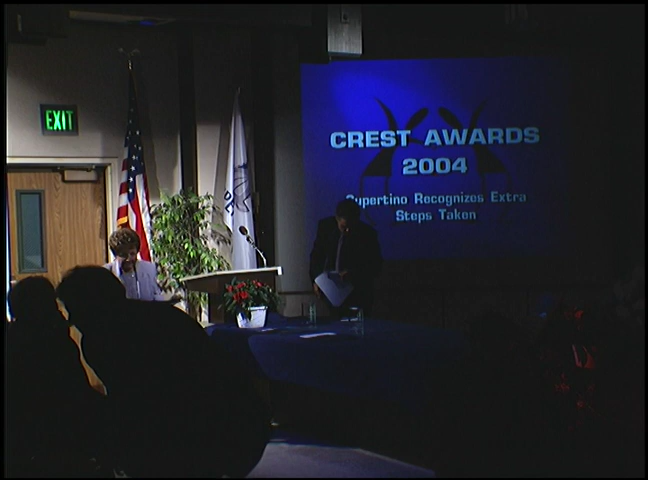 EXIT
CREST AWARDS
2004
Cupertino Recognizes Extra
Steps Taken